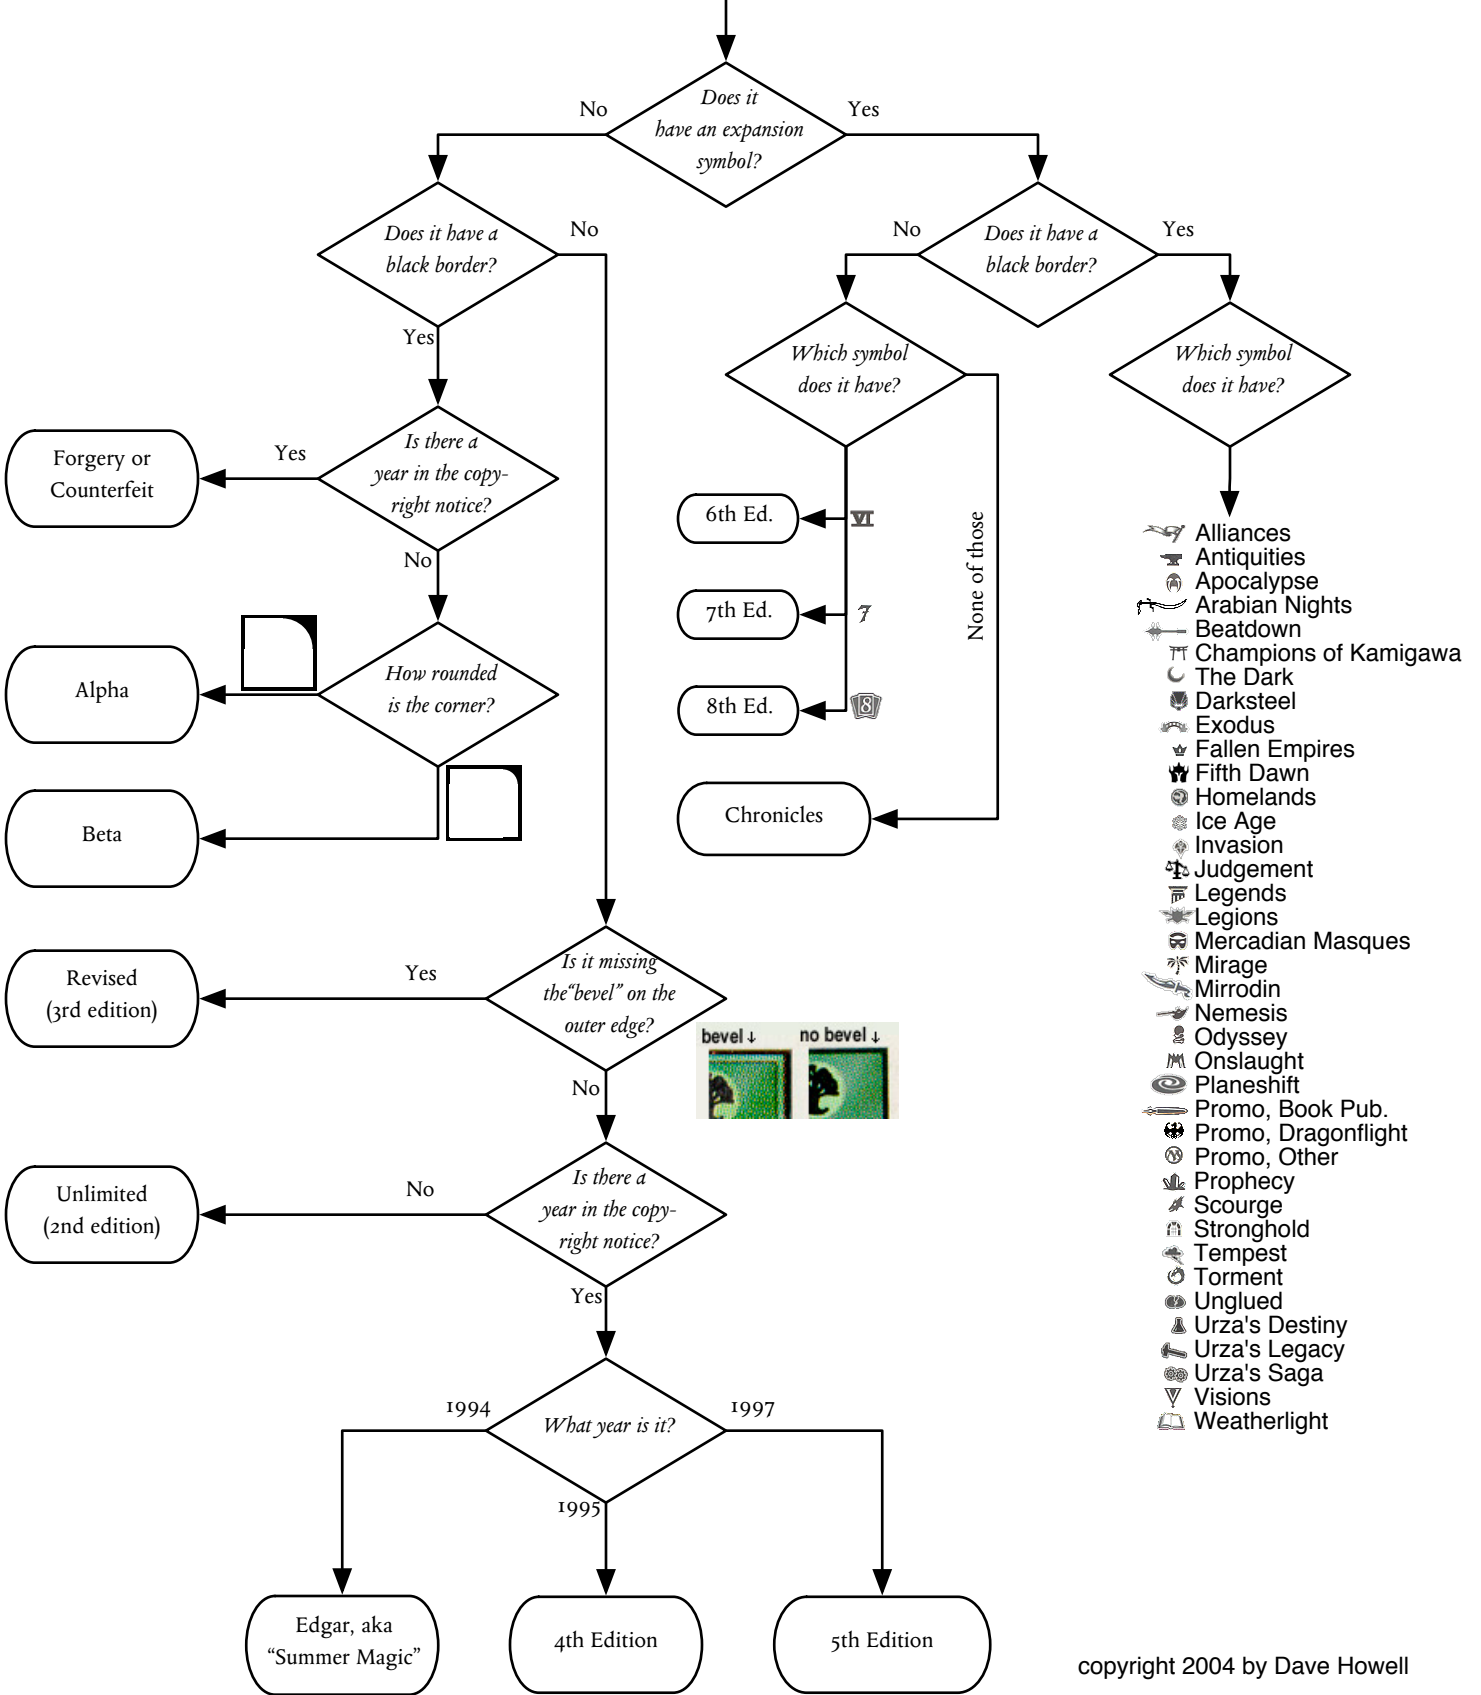 Does it
have an expansion
symbol?
No
Yes
Does it have a
black border?
No
Yes
Does it have a
black border?
No
Yes
Is there a
year in the copy-
right notice?
Yes
No
Forgery or
Counterfeit
How rounded
is the corner?
Alpha
Beta
Which symbol
does it have?
6th Ed.
VI
7th Ed.
7
8th Ed.
8
None of those
Chronicles
Which symbol
does it have?
Alliances
Antiquities
Apocalypse
Arabian Nights
Beatdown
Champions of Kamigawa
The Dark
Darksteel
Exodus
Fallen Empires
Fifth Dawn
Homelands
Ice Age
Invasion
Judgement
Legends
Legions
Mercadian Masques
Mirage
Mirrodin
Nemesis
Odyssey
Onslaught
Planeshift
Promo, Book Pub.
Promo, Dragonflight
Promo, Other
Prophecy
Scourge
Stronghold
Tempest
Torment
Unglued
Urza's Destiny
Urza's Legacy
Urza's Saga
Visions
Weatherlight
Is it missing
the“bevel” on the
outer edge?
Yes
No
bevel ↓
no bevel ↓
Revised
(3rd edition)
Is there a
year in the copy-
right notice?
No
Yes
Unlimited
(2nd edition)
What year is it?
1994
1995
1997
Edgar, aka
“Summer Magic”
4th Edition
5th Edition
copyright 2004 by Dave Howell